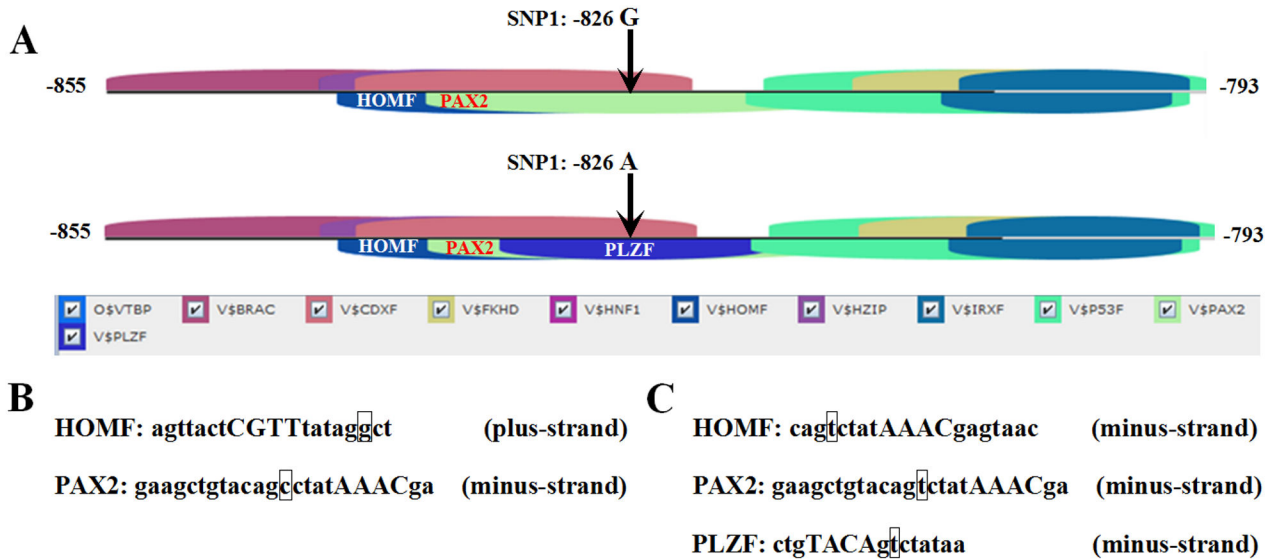 A
SNP1: -826 G
-855
-793
HOMF
PAX2
SNP1: -826 A
-855
-793
HOMF
PAX2
PLZF
O$VTBP V$BRAC V$CDXF V$FKHD V$HNF1 V$HOMF V$HZIP V$IRXF V$P53F V$PAX2
V$PLZF
B
HOMF: agttactCGTTtataggct (plus-strand)
PAX2: gaagctgtacagcctatAAACga (minus-strand)
C
HOMF: cagtctatAAACgagtaac (minus-strand)
PAX2: gaagctgtacagtctatAAACga (minus-strand)
PLZF: ctgTACAgtctataa (minus-strand)